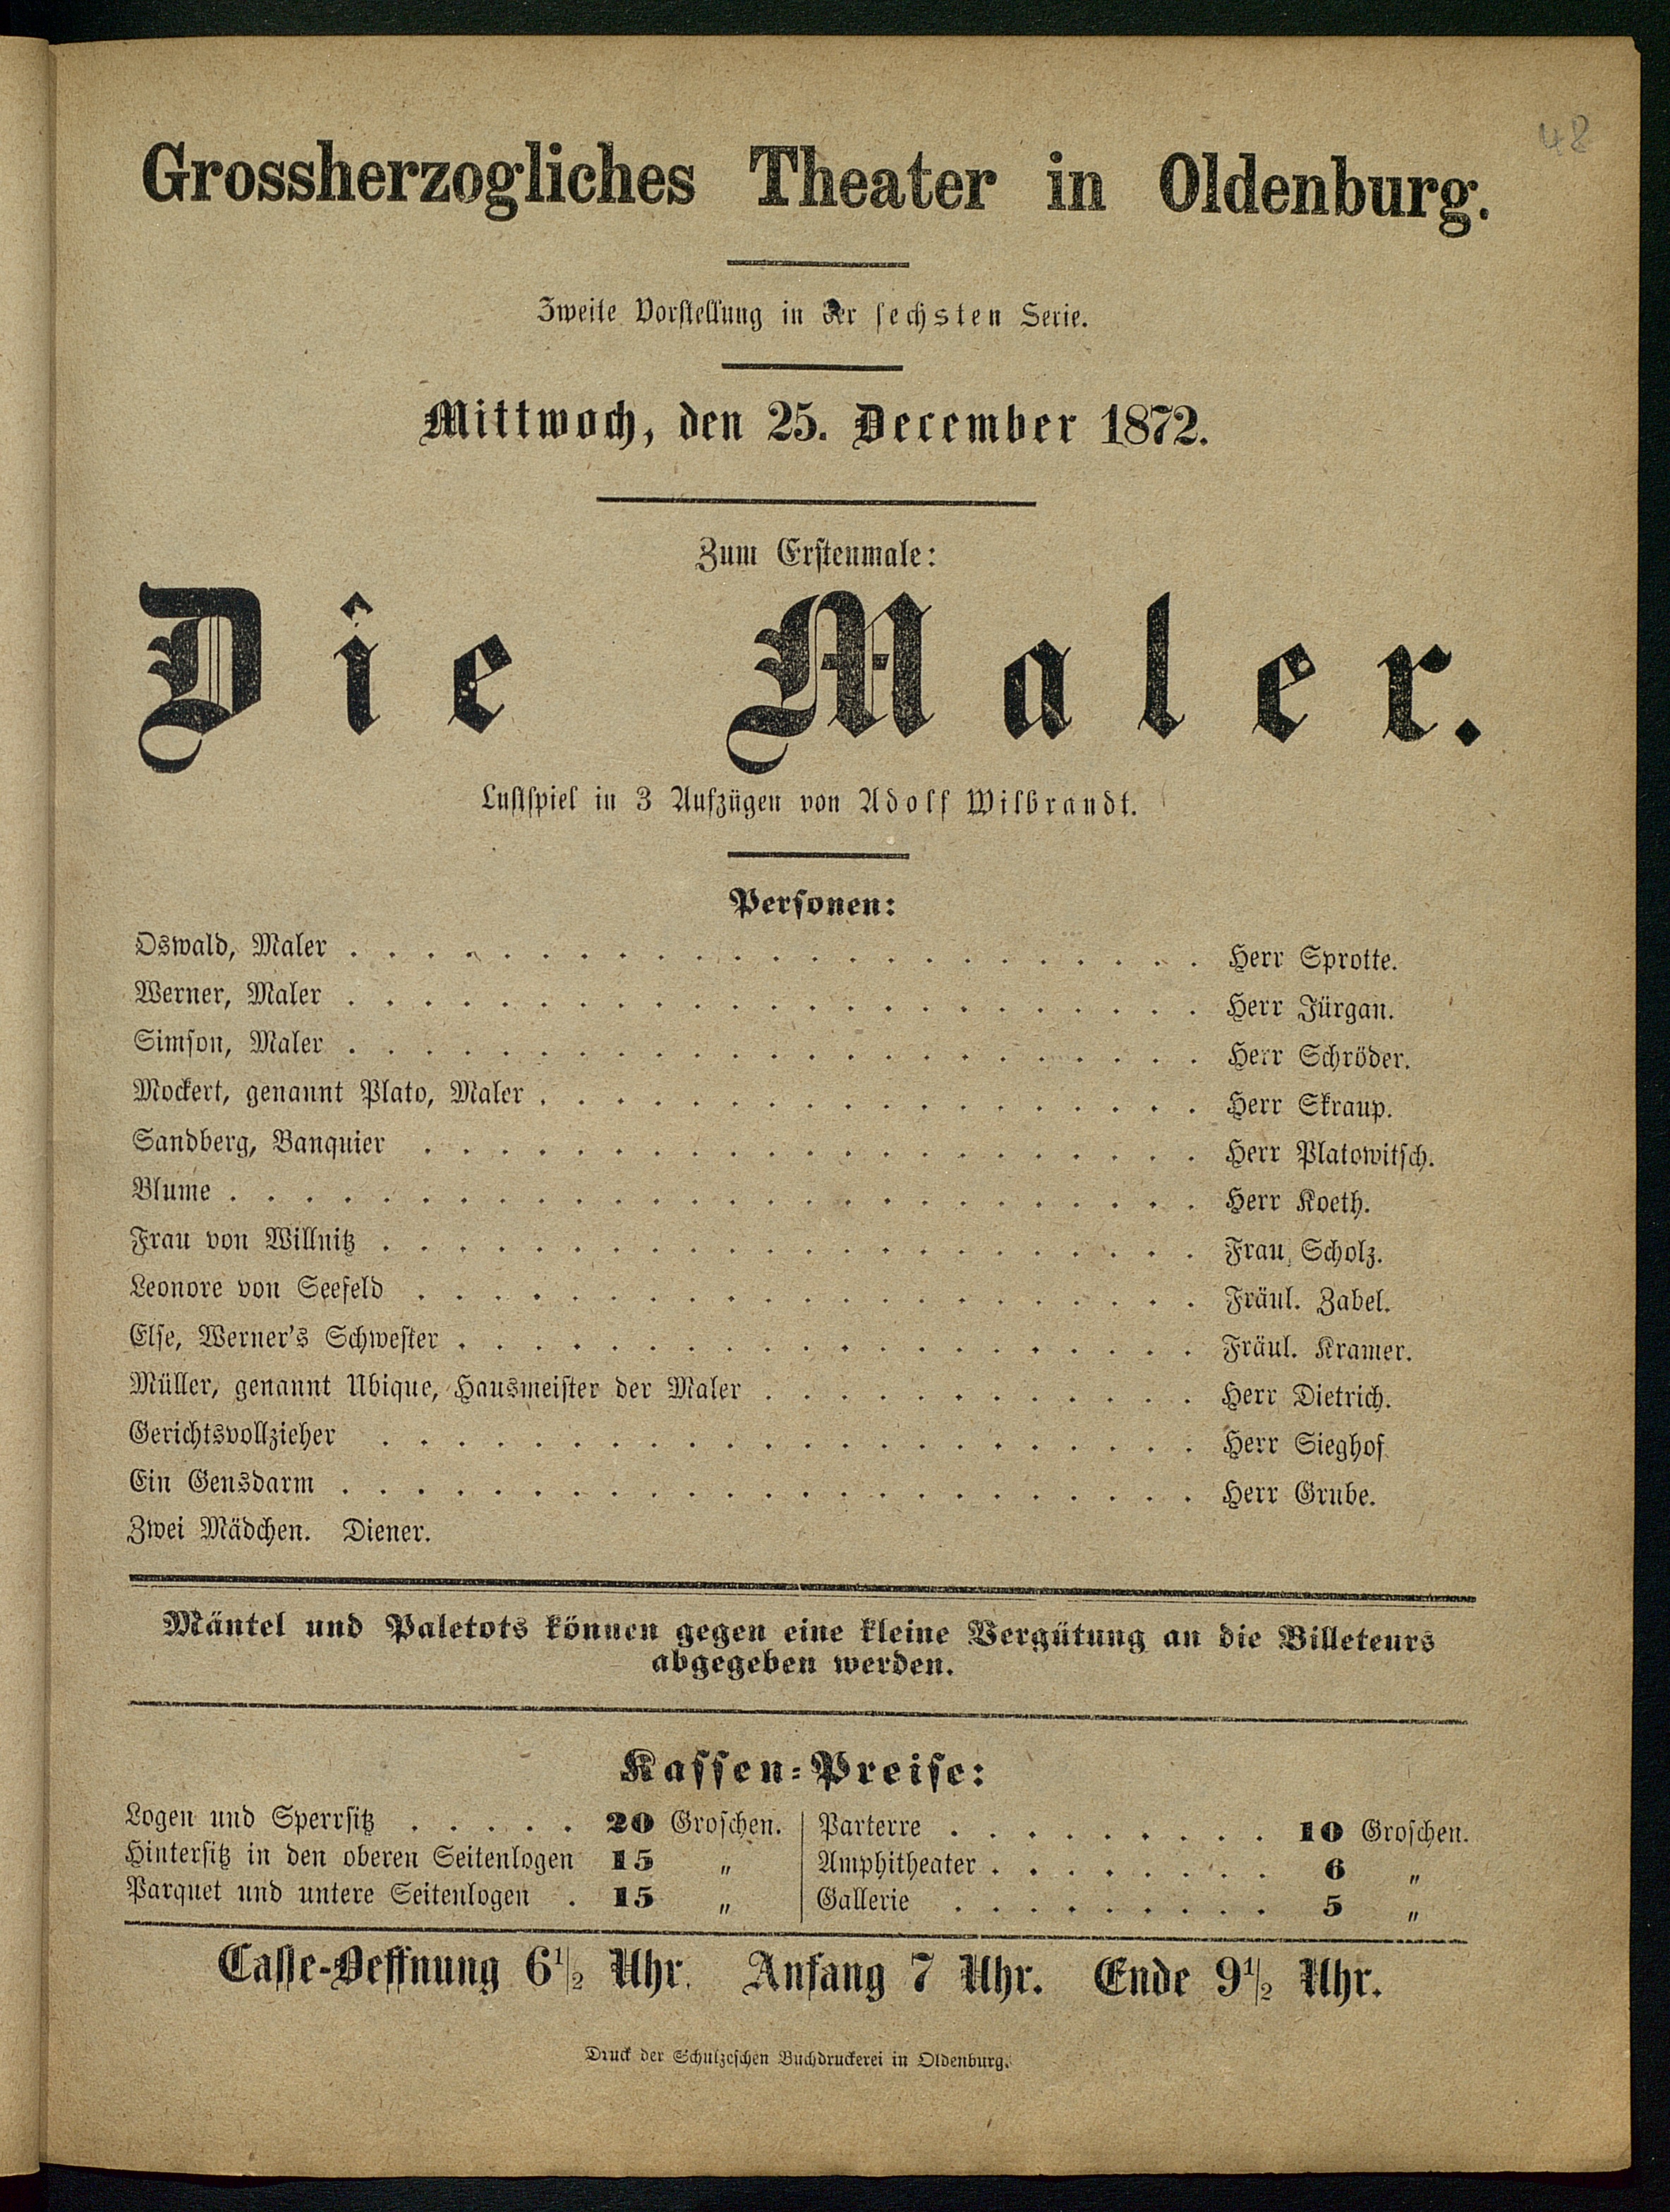 48
Grossherzogliches Theater in Oldenburg.
Zweite Vorstellung in der sechsten Serie.
Mittwoch, den 25. December 1872.
Zum Erstenmale:
Die Maler.
Lustspiel in 3 Aufzügen von Adolf Wilbrandt.
Personen:
Oswald, Maler . . . . . . . . . . . . . . . . . . . . . . . Herr Sprotte.
Werner, Maler . . . . . . . . . . . . . . . . . . . . . . . Herr Jürgan.
Simson, Maler . . . . . . . . . . . . . . . . . . . . . . . Herr Schröder.
Mockert, genannt Plato, Maler . . . . . . . . . . . . . . . . . . Herr Skraup.
Sandberg, Banquier . . . . . . . . . . . . . . . . . . . . . Herr Platowitsch.
Blume . . . . . . . . . . . . . . . . . . . . . . . . . . Herr Koeth.
Frau von Willnitz . . . . . . . . . . . . . . . . . . . . . . Frau Scholz.
Leonore von Seefeld . . . . . . . . . . . . . . . . . . . . . Fräul. Zabel.
Else, Werner's Schwester . . . . . . . . . . . . . . . . . . . . Fräul. Kramer.
Müller, genannt Ubique, Hausmeister der Maler . . . . . . . . . . . . Herr Dietrich.
Gerichtsvollzieher . . . . . . . . . . . . . . . . . . . . . . Herr Sieghof
Ein Gensdarm . . . . . . . . . . . . . . . . . . . . . . . Herr Grube.
Zwei Mädchen. Diener.
Mäntel und Paletots können gegen eine kleine Vergütung an die Billeteurs
abgegeben werden.
Kassen-Preise:
Logen und Sperrsitz . . . . . 20 Groschen.
Hintersitz in den oberen Seitenlogen 15 "
Parquet und untere Seitenlogen . 15 "
Parterre . . . . . . . . . 10 Groschen.
Amphitheater . . . . . . . . 6 "
Gallerie . . . . . . . . . 5 "
Casse-Oeffnung 6½ Uhr. Anfang 7 Uhr. Ende 9½ Uhr.
Druck der Schulzeschen Buchdruckerei in Oldenburg.